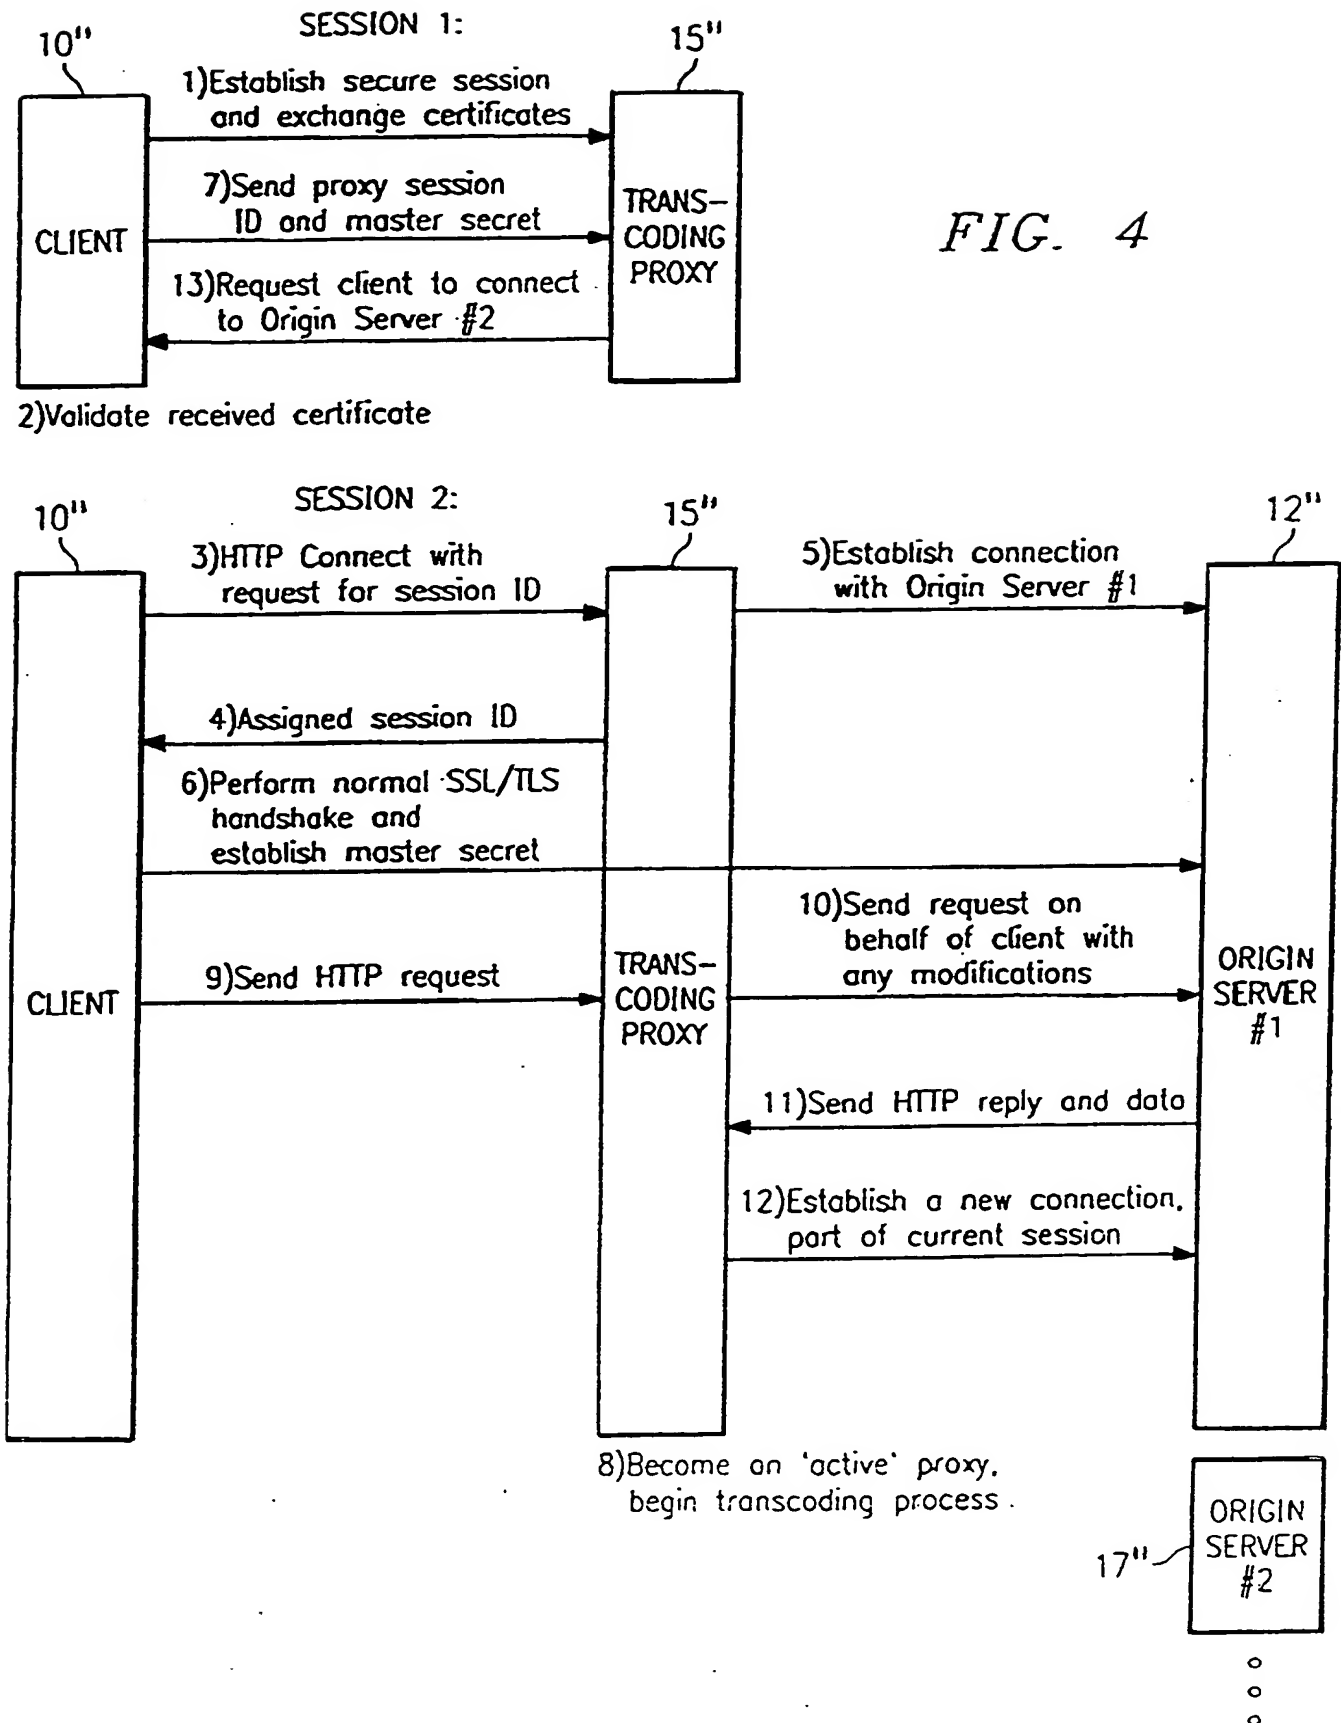 SESSION 1:
10"
15"
1)Establish secure session
and exchange certificates
7)Send proxy session
ID and master secret
13)Request client to connect
to Origin Server #2
CLIENT
TRANS-
CODING
PROXY
FIG. 4
2)Validate received certificate
SESSION 2:
10"
15"
12"
3)HTTP Connect with
request for session ID
5)Establish connection
with Origin Server #1
4)Assigned session ID
6)Perform normal SSL/TLS
handshake and
establish master secret
10)Send request on
behalf of client with
any modifications
9)Send HTTP request
CLIENT
TRANS-
CODING
PROXY
ORIGIN
SERVER
#1
11)Send HTTP reply and data
12)Establish a new connection,
part of current session
8)Become an 'active' proxy,
begin transcoding process
ORIGIN
SERVER
#2
17"